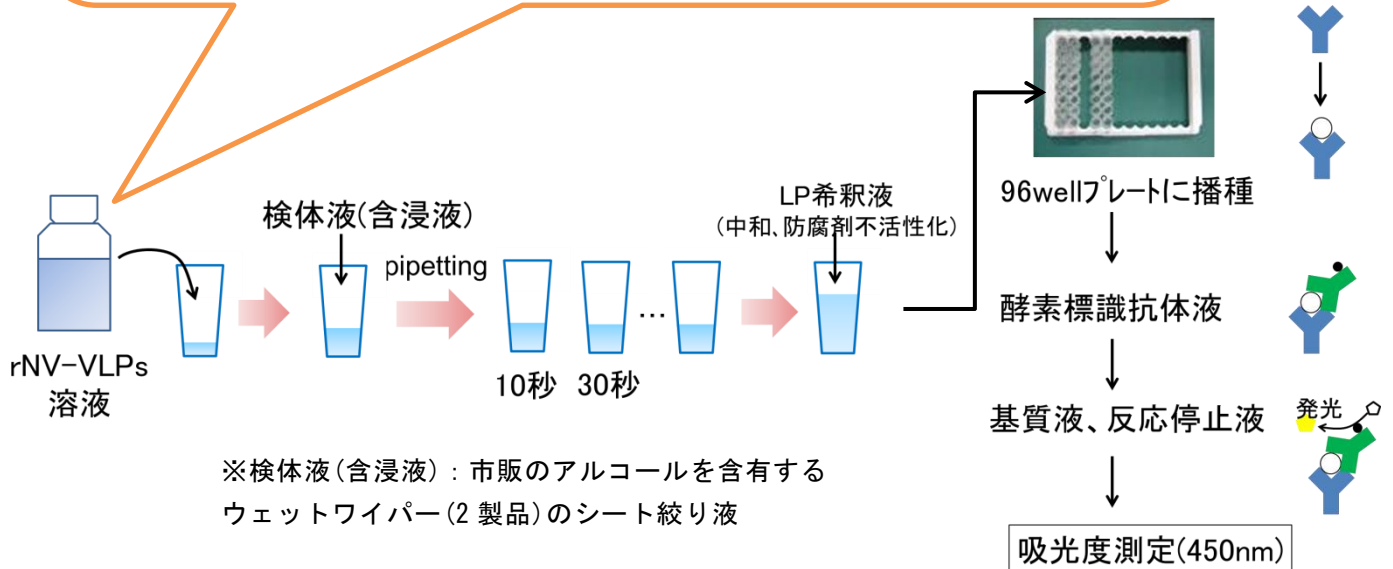 rNV-VLPs
溶液
検体液(含浸液)
pipetting
10秒
30秒
…
LP希釈液
(中和、防腐剤不活性化)
96wellプレートに播種
酵素標識抗体液
基質液、反応停止液
発光
吸光度測定(450nm)
※検体液(含浸液)：市販のアルコールを含有する
ウェットワイパー(2製品)のシート絞り液